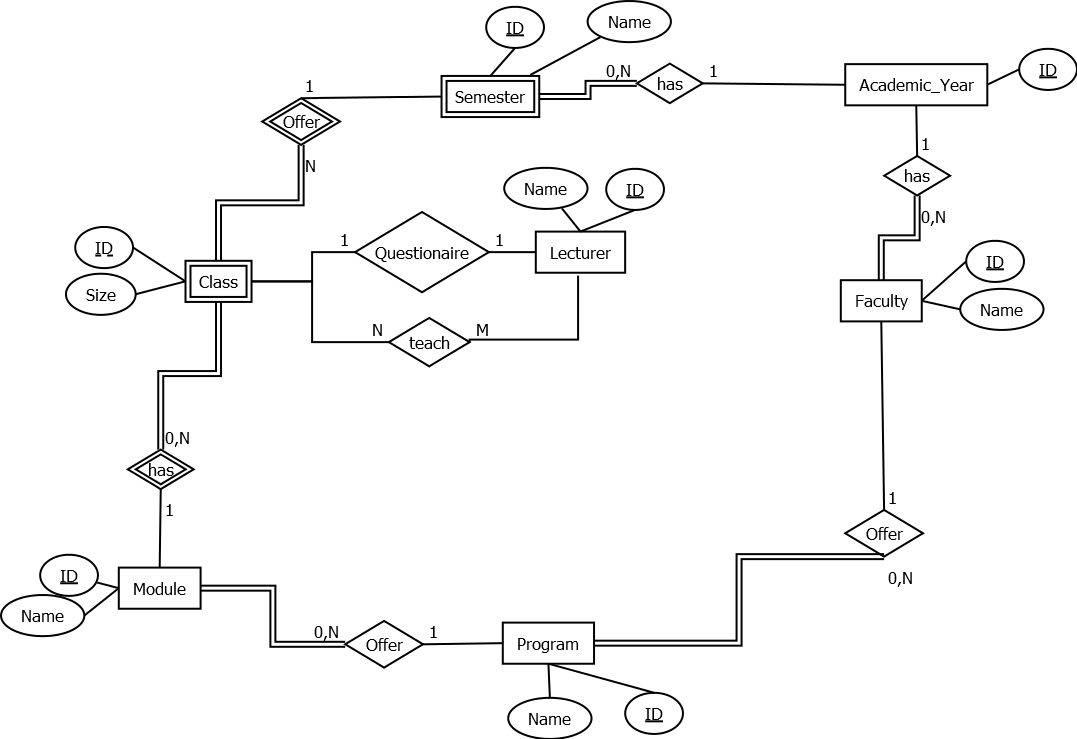 ID
Name
Semester
0,N
has
1
Academic_Year
ID
1
Offer
N
1
has
0,N
Name
ID
ID
Size
Class
1
Questionaire
1
Lecturer
N
teach
M
ID
Name
Faculty
0,N
has
1
1
Offer
0,N
ID
Name
Module
0,N
Offer
1
Program
Name
ID